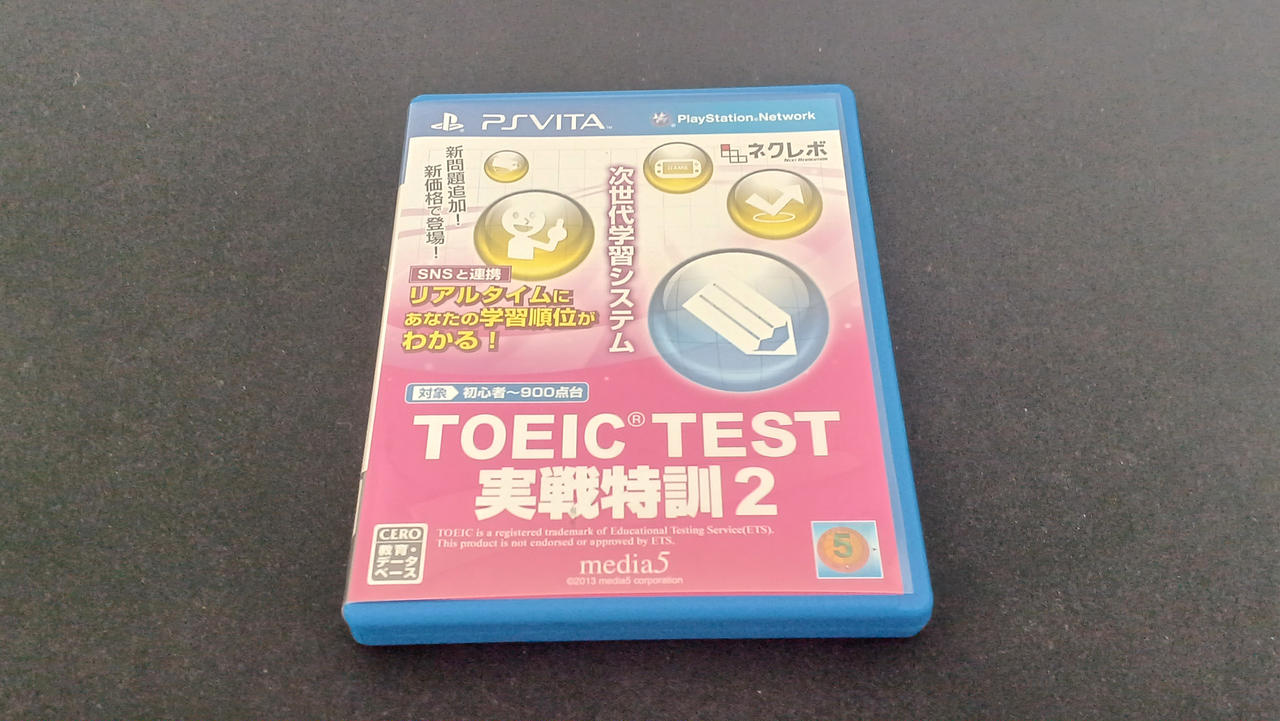 PSVITA™
PlayStation®Network
新問題追加！
新価格で登場！
次世代学習システム
GAME
ネクレボ
NEXT REVOLUTION
SNSと連携
リアルタイムに
あなたの学習順位が
わかる！
対象 初心者～900点台
TOEIC® TEST
実戦特訓2
TOEIC is a registered trademark of Educational Testing Service(ETS).
This product is not endorsed or approved by ETS.
CERO
教育・
データ
ベース
media5
©2013 media5 corporation
5